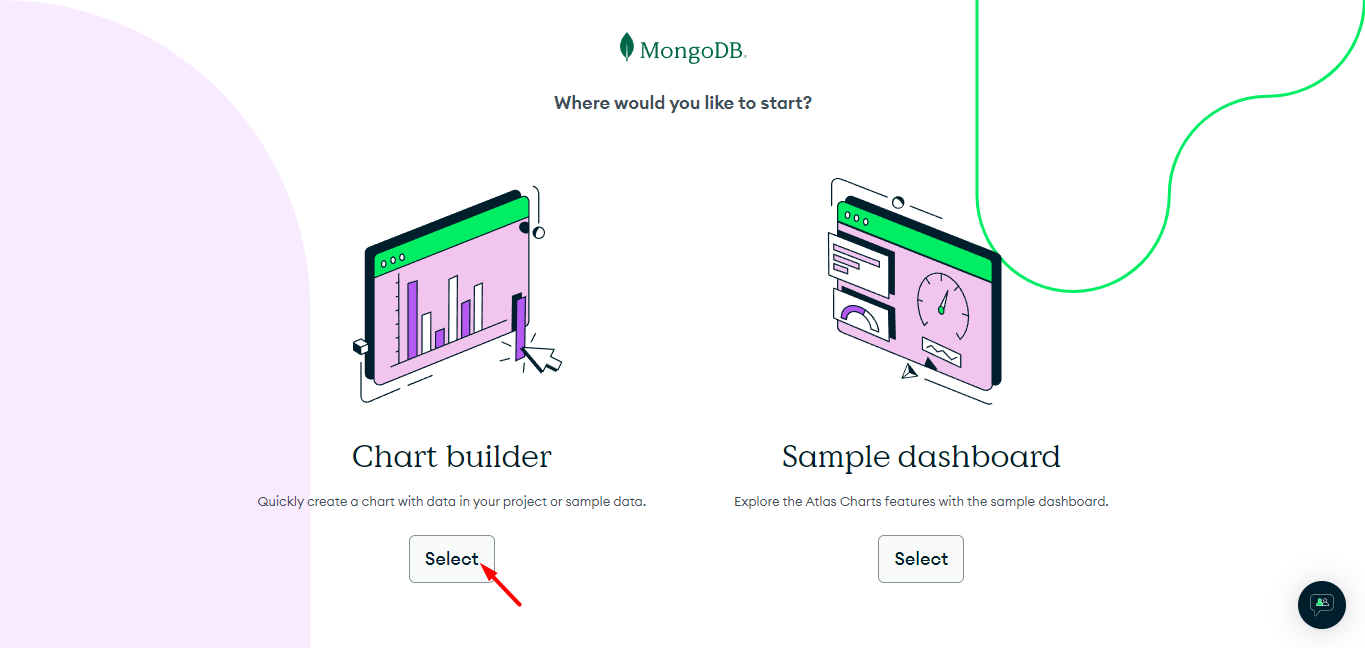 MongoDB®
Where would you like to start?
Chart builder
Sample dashboard
Quickly create a chart with data in your project or sample data.
Explore the Atlas Charts features with the sample dashboard.
Select
Select